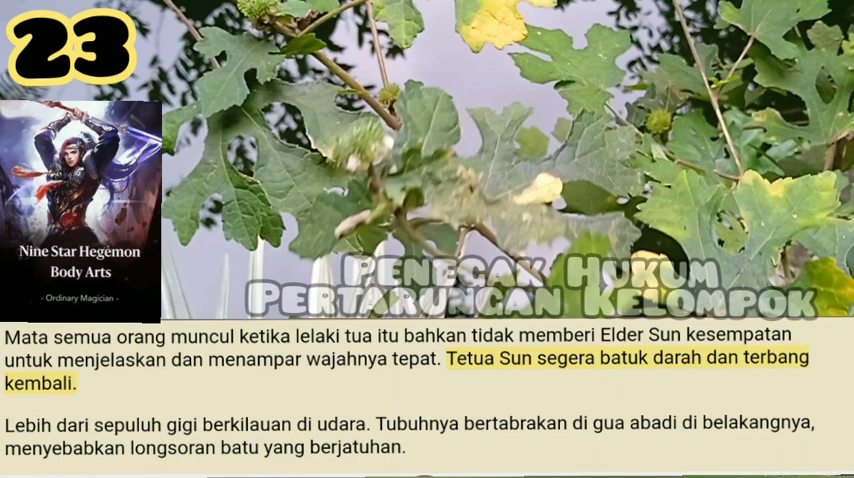 23
Nine Star Hegemon
Body Arts
- Ordinary Magician -
Penegak Hukum
Pertarungan Kelompok
Mata semua orang muncul ketika lelaki tua itu bahkan tidak memberi Elder Sun kesempatan
untuk menjelaskan dan menampar wajahnya tepat. Tetua Sun segera batuk darah dan terbang
kembali.
Lebih dari sepuluh gigi berkilauan di udara. Tubuhnya bertabrakan di gua abadi di belakangnya,
menyebabkan longsoran batu yang berjatuhan.